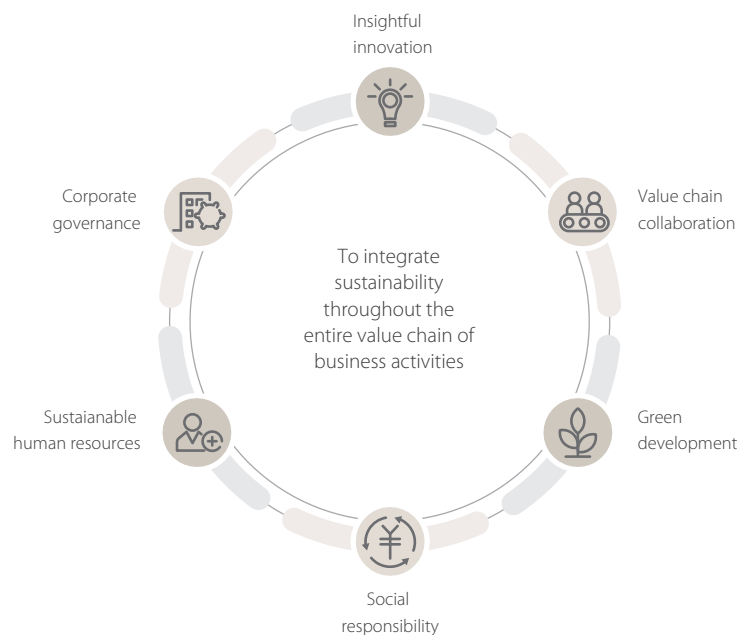 Insightful
innovation
Corporate
governance
Value chain
collaboration
To integrate
sustainability
throughout the
entire value chain of
business activities
Sustaianable
human resources
Green
development
Social
responsibility